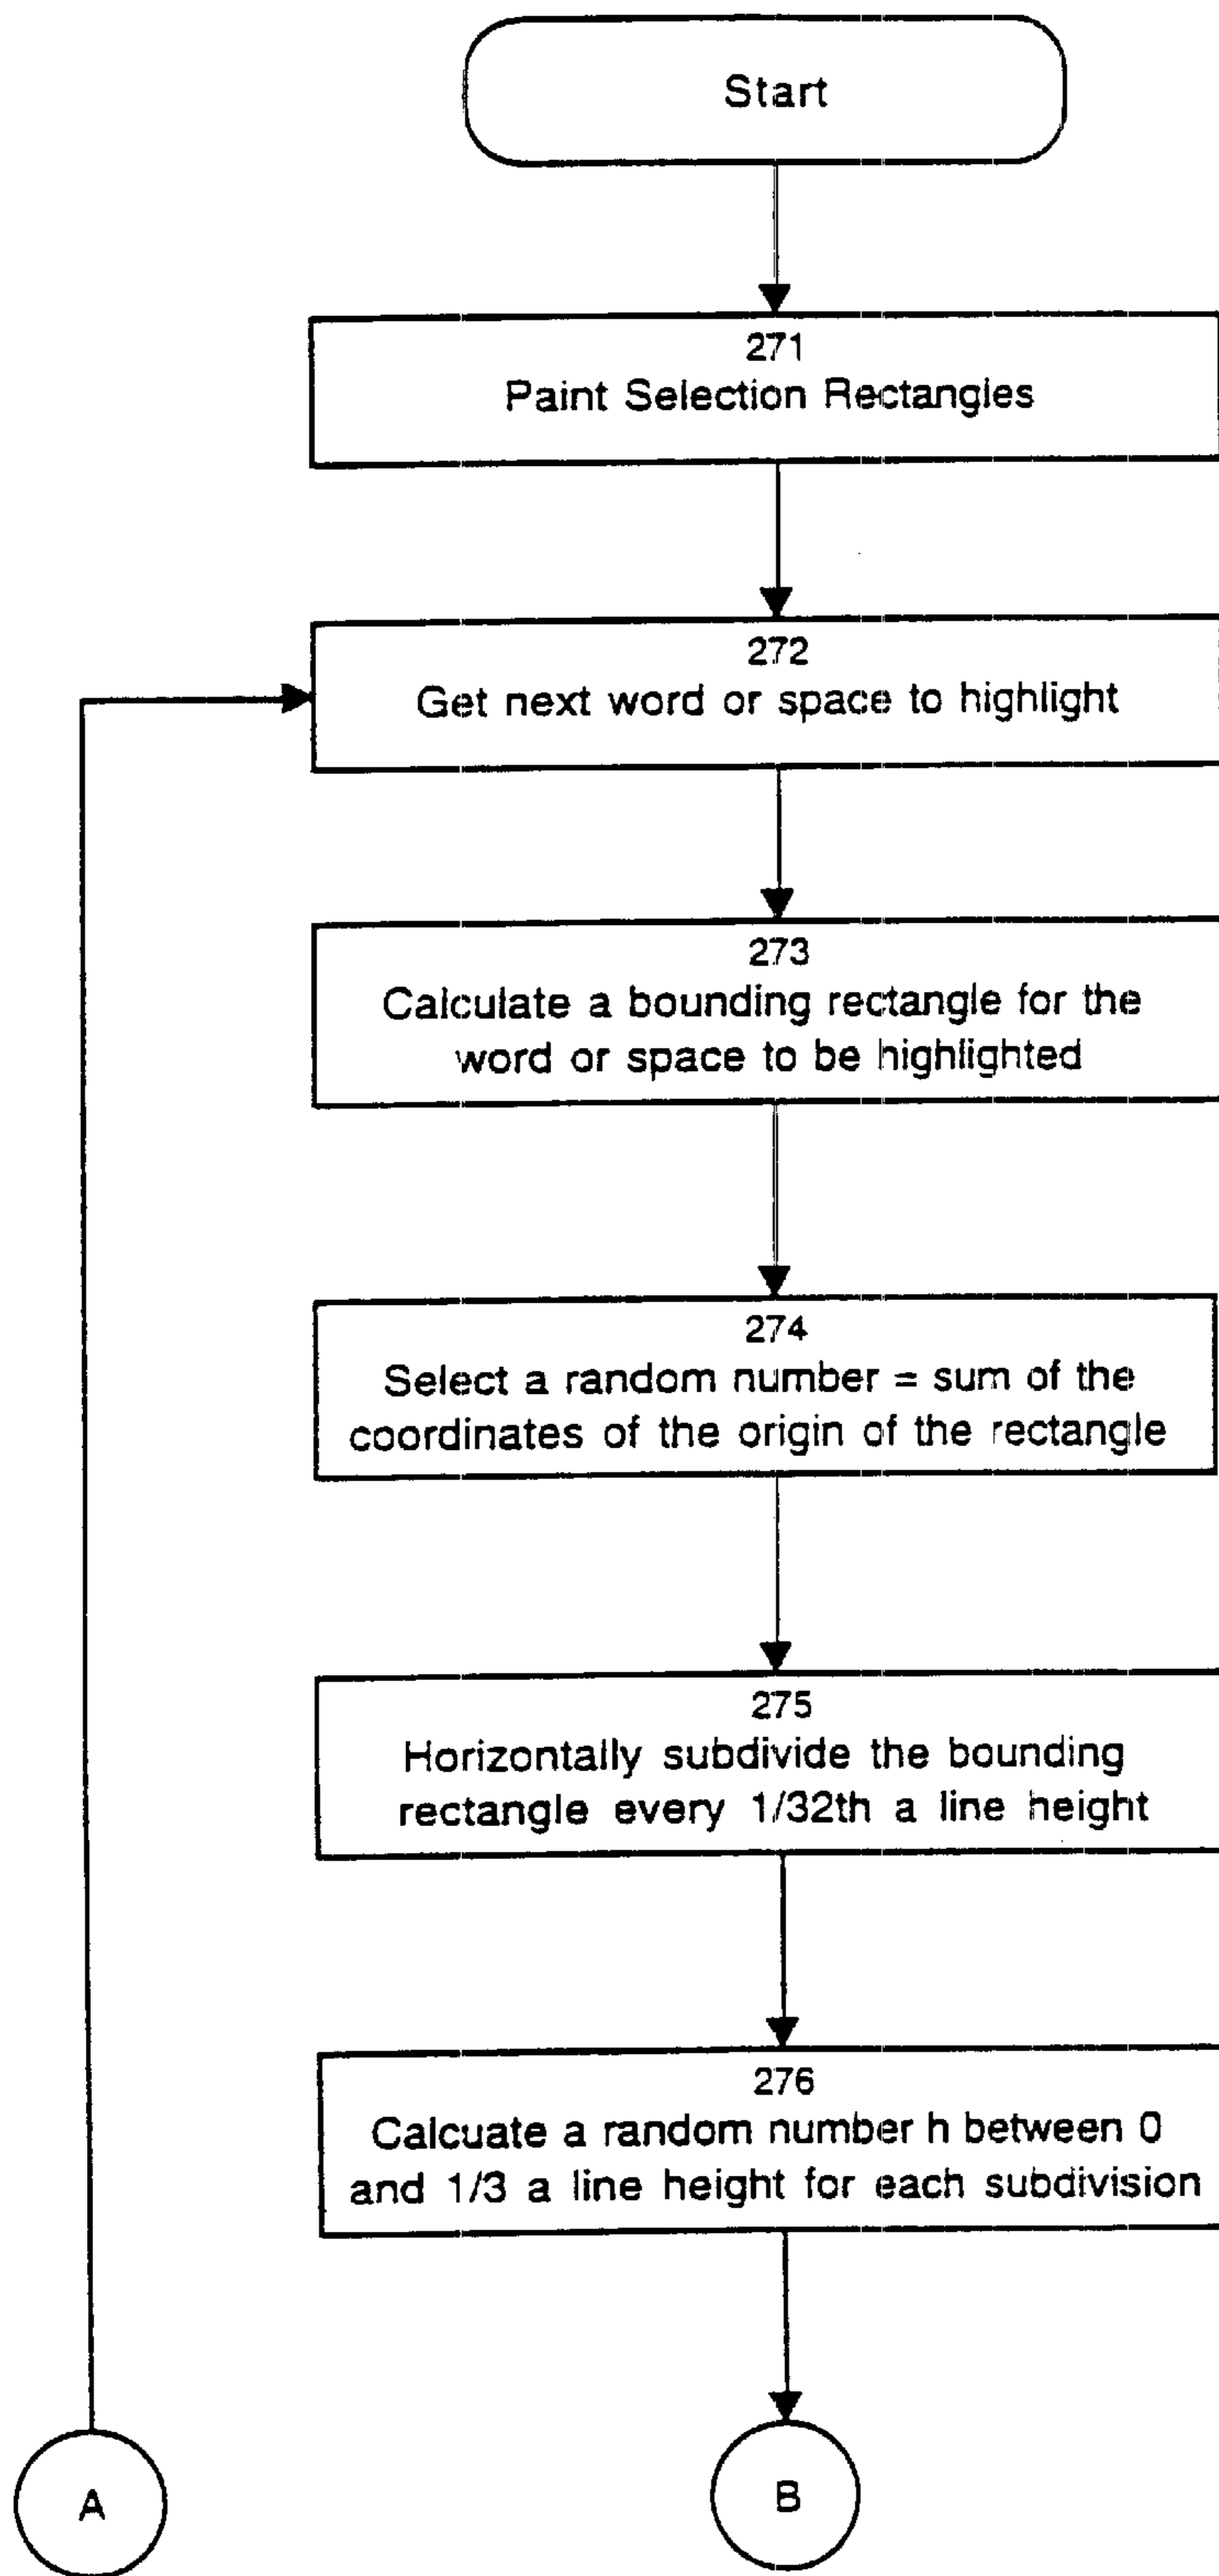 Start
271
Paint Selection Rectangles
272
Get next word or space to highlight
273
Calculate a bounding rectangle for the
word or space to be highlighted
274
Select a random number = sum of the
coordinates of the origin of the rectangle
275
Horizontally subdivide the bounding
rectangle every 1/32th a line height
276
Calcuate a random number h between 0
and 1/3 a line height for each subdivision
A
B